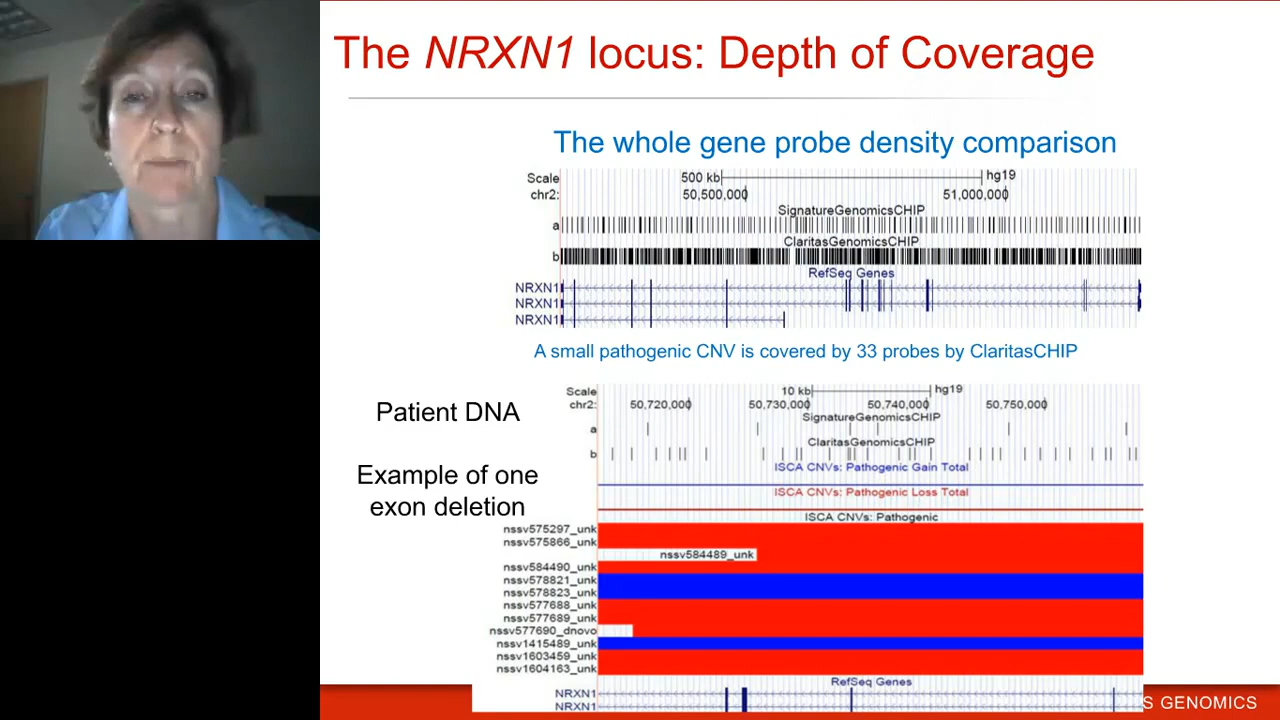 The NRXN1 locus: Depth of Coverage
The whole gene probe density comparison
Scale 500 kb hg19
chr2: 50,500,000 51,000,000
SignatureGenomicsCHIP
a
ClaritasGenomicsCHIP
b
RefSeq Genes
NRXN1
NRXN1
NRXN1
A small pathogenic CNV is covered by 33 probes by ClaritasCHIP
Patient DNA
Example of one
exon deletion
Scale 10 kb hg19
chr2: 50,720,000 50,730,000 50,740,000 50,750,000
SignatureGenomicsCHIP
a
ClaritasGenomicsCHIP
b
ISCA CNVs: Pathogenic Gain Total
ISCA CNVs: Pathogenic Loss Total
ISCA CNVs: Pathogenic
nssv575297_unk
nssv575866_unk
nssv584489_unk
nssv584490_unk
nssv578821_unk
nssv578823_unk
nssv577688_unk
nssv577689_unk
nssv577690_dnovo
nssv1415489_unk
nssv1603459_unk
nssv1604163_unk
RefSeq Genes
NRXN1
NRXN1
S GENOMICS